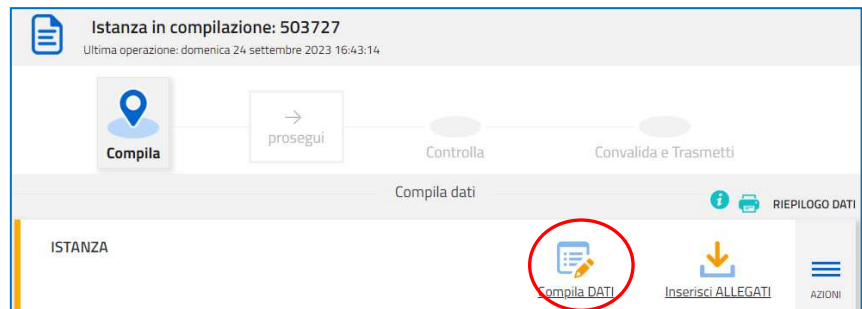 Istanza in compilazione: 503727
Ultima operazione: domenica 24 settembre 2023 16:43:14
Compila
prosegui
Controlla
Convalida e Trasmetti
Compila dati
i
RIEPILOGO DATI
ISTANZA
Compila DATI
Inserisci ALLEGATI
AZIONI